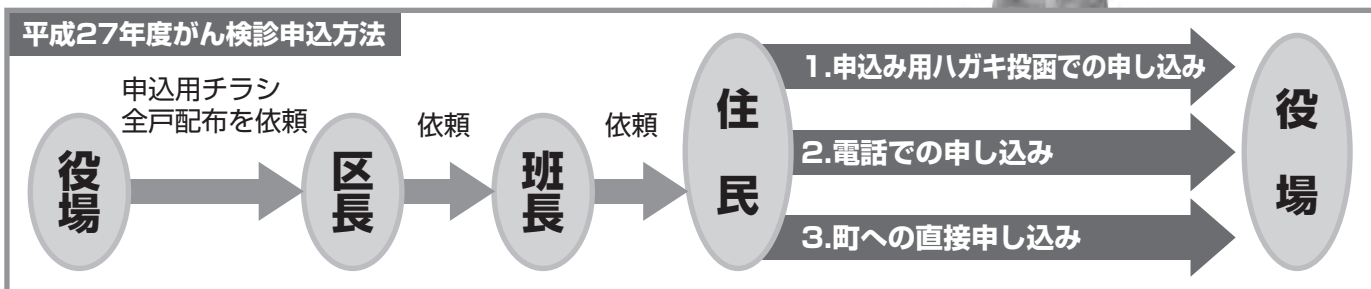 平成27年度がん検診申込方法
申込用チラシ
全戸配布を依頼
役場
依頼
区長
依頼
班長
住民
1.申込み用ハガキ投函での申し込み
2.電話での申し込み
3.町への直接申し込み
役場